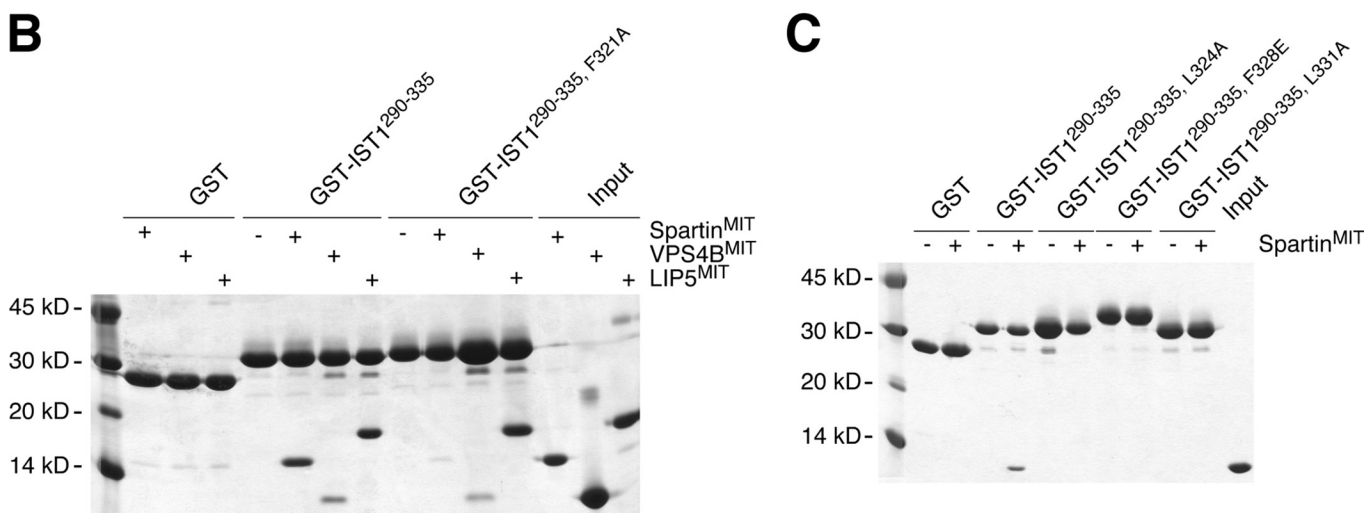 B
GST
GST-IST1290-335
GST-IST1290-335, F321A
Input
+ - + - + + SpartinMIT
+ + + + VPS4BMIT
+ + + + LIP5MIT
45 kD -
30 kD -
20 kD -
14 kD -
C
GST
GST-IST1290-335
GST-IST1290-335, L324A
GST-IST1290-335, F328E
GST-IST1290-335, L331A
Input
- + - + - + - + - + SpartinMIT
45 kD -
30 kD -
20 kD -
14 kD -